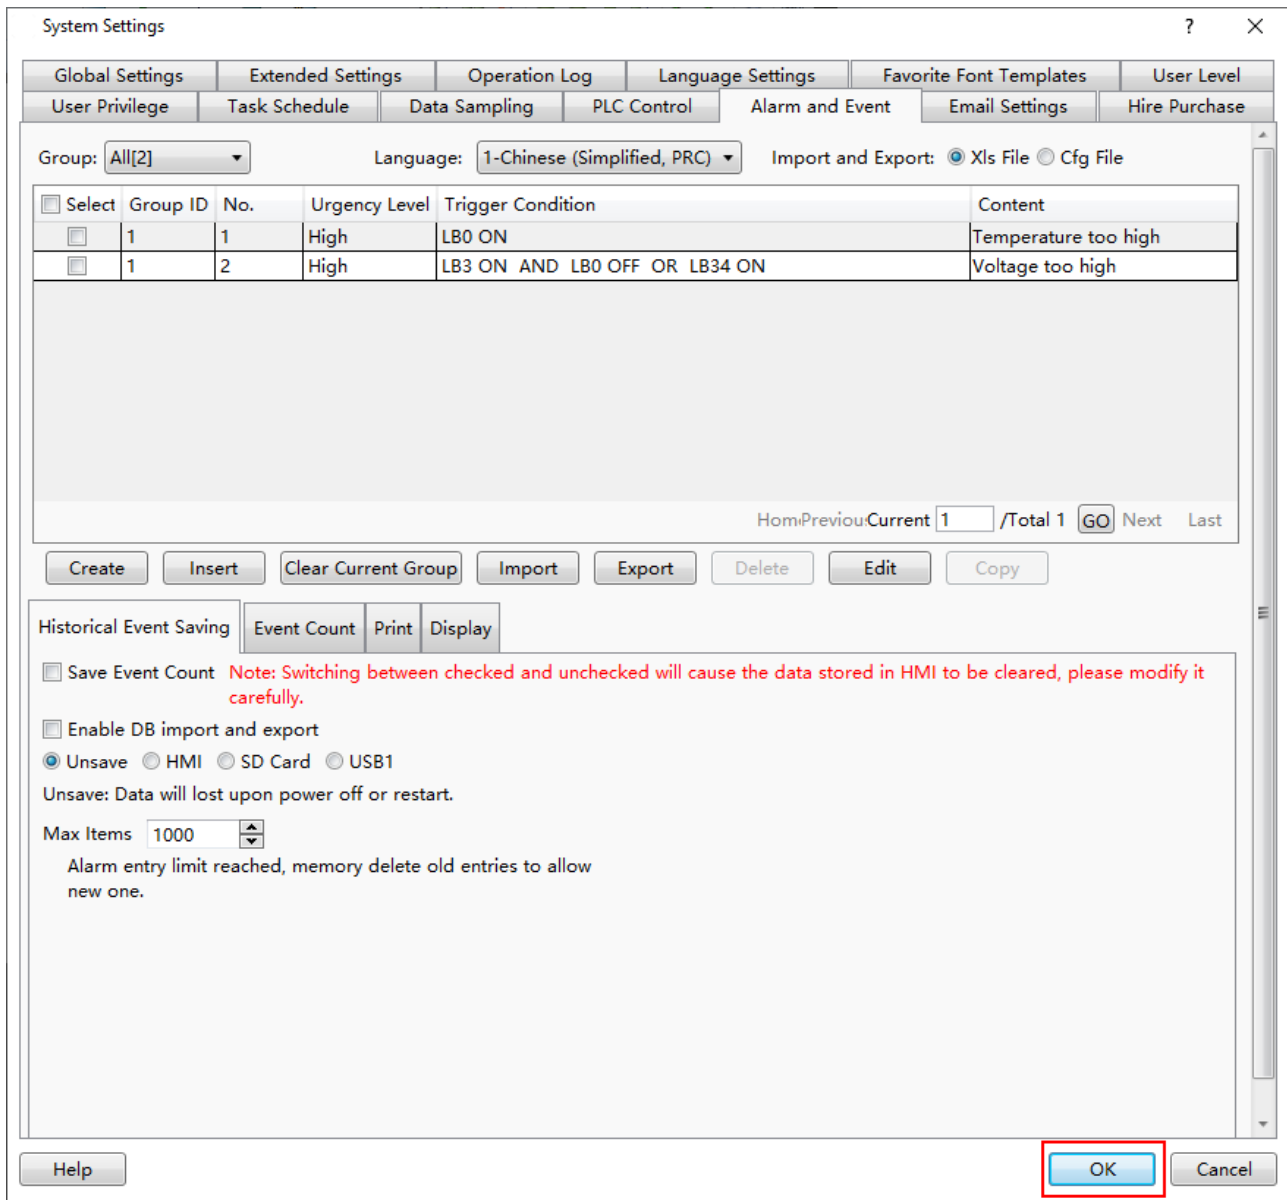 System Settings ?
Global Settings Extended Settings Operation Log Language Settings Favorite Font Templates User Level
User Privilege Task Schedule Data Sampling PLC Control Alarm and Event Email Settings Hire Purchase
Group: All[2] Language: 1-Chinese (Simplified, PRC) Import and Export: Xls File Cfg File
Select Group ID No. Urgency Level Trigger Condition Content
1 1 High LB0 ON Temperature too high
1 2 High LB3 ON AND LB0 OFF OR LB34 ON Voltage too high
Hom Previou Current 1 /Total 1 GO Next Last
Create Insert Clear Current Group Import Export Delete Edit Copy
Historical Event Saving Event Count Print Display
Save Event Count Note: Switching between checked and unchecked will cause the data stored in HMI to be cleared, please modify it
carefully.
Enable DB import and export
Unsave HMI SD Card USB1
Unsave: Data will lost upon power off or restart.
Max Items 1000
Alarm entry limit reached, memory delete old entries to allow
new one.
Help OK Cancel